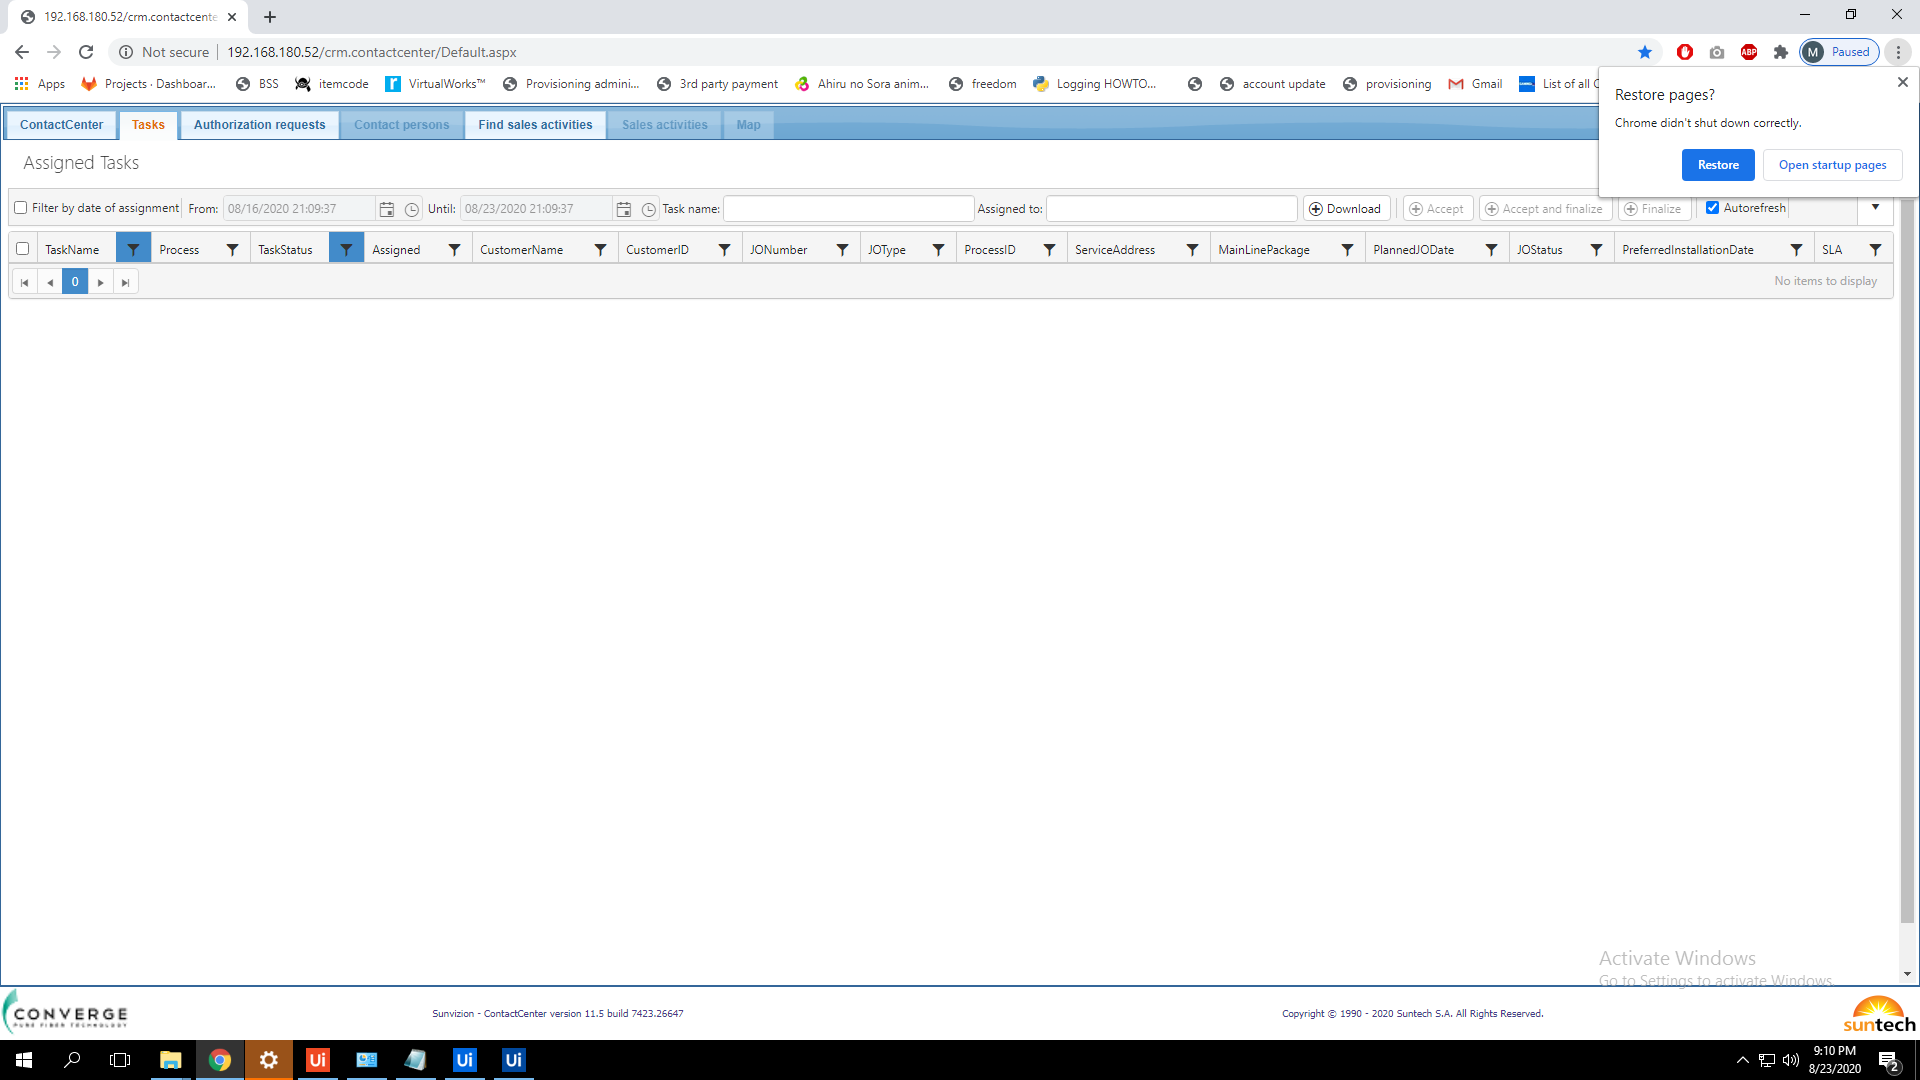 192.168.180.52/crm.contactcente
Not secure
192.168.180.52/crm.contactcenter/Default.aspx
ABP
M Paused
Apps Projects · Dashboar... BSS itemcode VirtualWorks™ Provisioning admini... 3rd party payment Ahiru no Sora anim... freedom Logging HOWTO... account update provisioning Gmail List of all C
Restore pages?
Chrome didn't shut down correctly.
Restore
Open startup pages
ContactCenter Tasks Authorization requests Contact persons Find sales activities Sales activities Map
Assigned Tasks
Filter by date of assignment From: 08/16/2020 21:09:37 Until: 08/23/2020 21:09:37 Task name: Assigned to: Download Accept Accept and finalize Finalize Autorefresh
TaskName Process TaskStatus Assigned CustomerName CustomerID JONumber JOType ProcessID ServiceAddress MainLinePackage PlannedJODate JOStatus PreferredInstallationDate SLA
0
No items to display
Activate Windows
Go to Settings to activate Windows.
CONVERGE
PURE FIBER TECHNOLOGY
Sunvizion - ContactCenter version 11.5 build 7423.26647
Copyright © 1990 - 2020 Suntech S.A. All Rights Reserved.
suntech
Ui Ui Ui
9:10 PM
8/23/2020
2